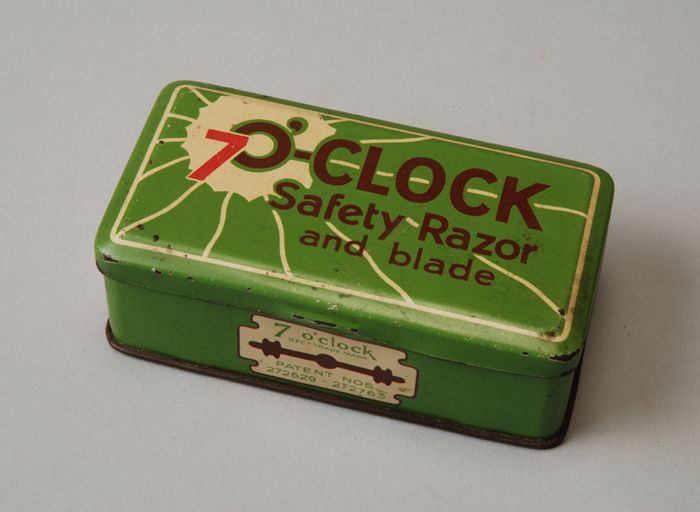 7 O'-CLOCK
Safety Razor
and blade
7 o'clock
REGD TRADE MARK
PATENT NOS
272629 - 272763